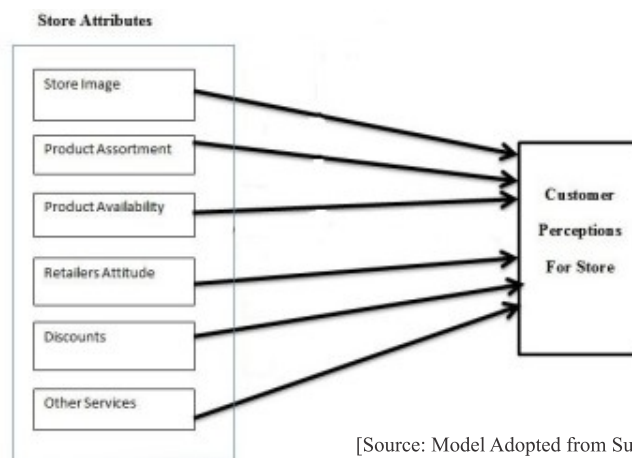 Store Attributes
Store Image
Product Assortment
Product Availability
Retailers Attitude
Discounts
Other Services
Customer
Perceptions
For Store
[Source: Model Adopted from Su